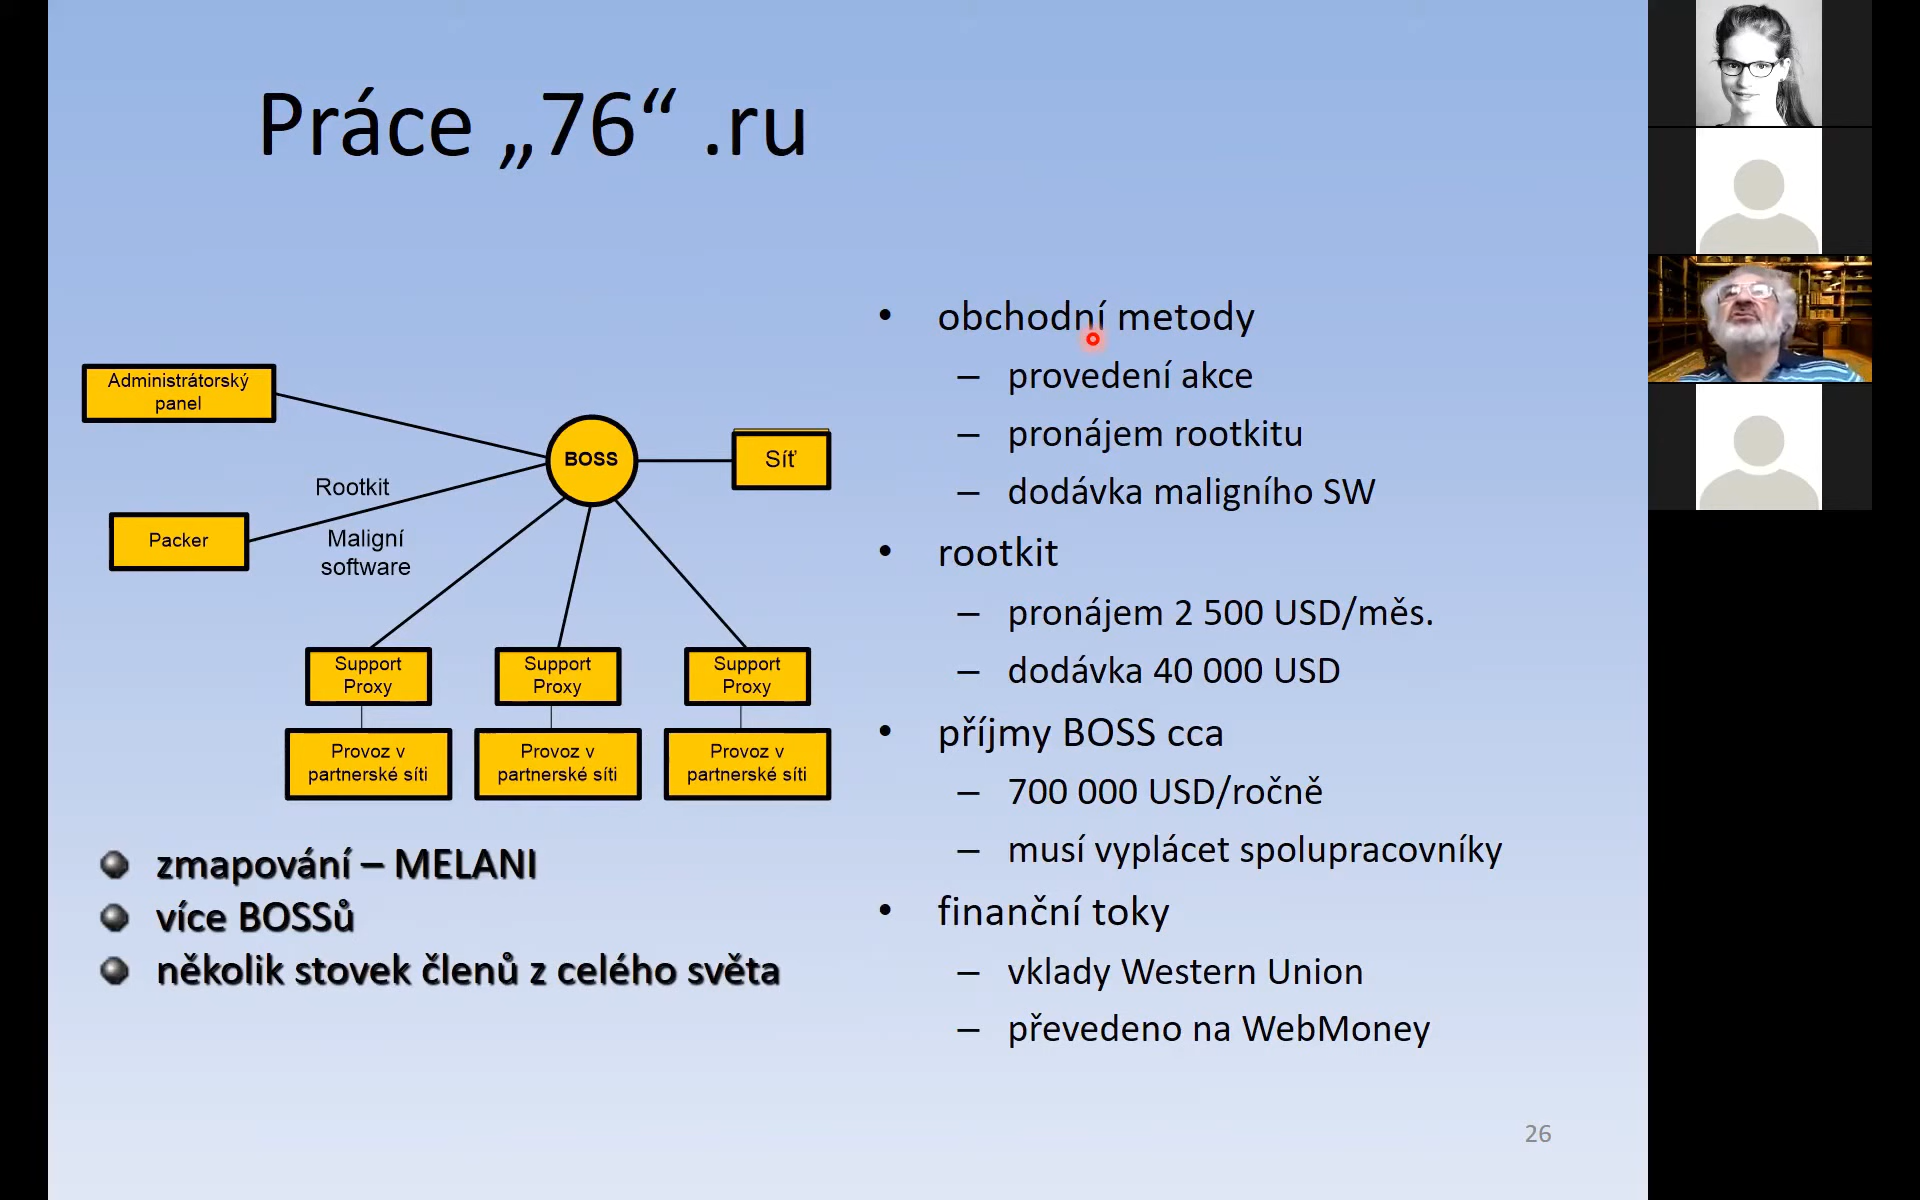 Práce „76“ .ru
Administrátorský
panel
BOSS
Síť
Rootkit
Packer
Maligní
software
Support
Proxy
Support
Proxy
Support
Proxy
Provoz v
partnerské síti
Provoz v
partnerské síti
Provoz v
partnerské síti
zmapování – MELANI
více BOSSů
několik stovek členů z celého světa
• obchodní metody
– provedení akce
– pronájem rootkitu
– dodávka maligního SW
• rootkit
– pronájem 2 500 USD/měs.
– dodávka 40 000 USD
• příjmy BOSS cca
– 700 000 USD/ročně
– musí vyplácet spolupracovníky
• finanční toky
– vklady Western Union
– převedeno na WebMoney
26